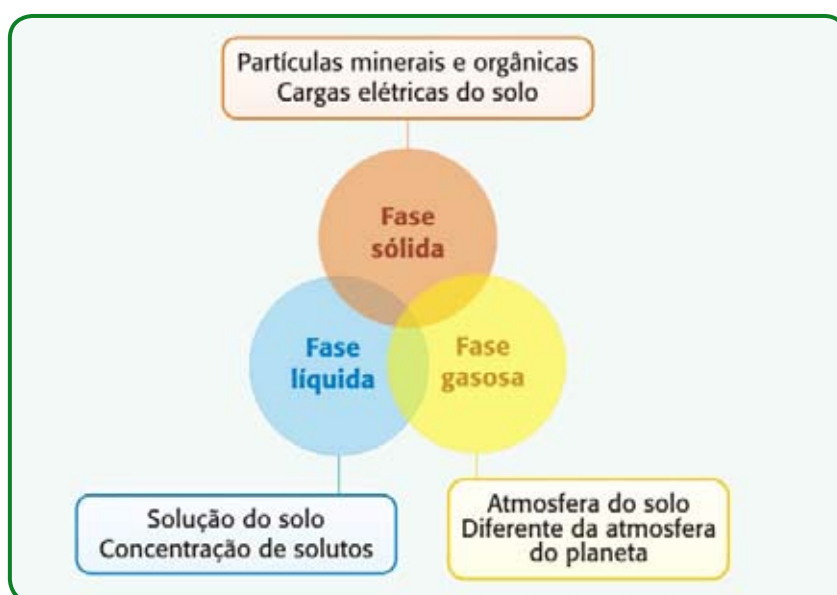 Partículas minerais e orgânicas
Cargas elétricas do solo
Fase
sólida
Fase
líquida
Fase
gasosa
Solução do solo
Concentração de solutos
Atmosfera do solo
Diferente da atmosfera
do planeta